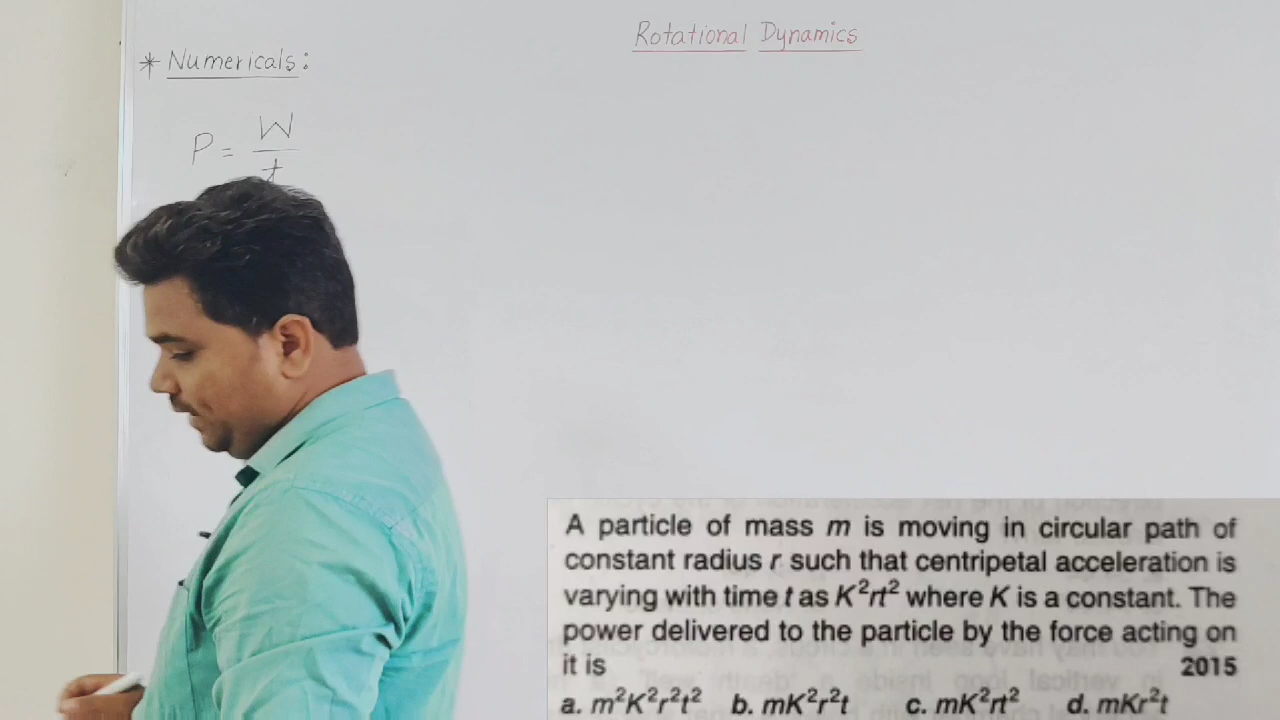 Rotational Dynamics
* Numericals:
P = W
t
A particle of mass m is moving in circular path of
constant radius r such that centripetal acceleration is
varying with time t as K²rt² where K is a constant. The
power delivered to the particle by the force acting on
it is 2015
a. m²K²r²t² b. mK²r²t c. mK²rt² d. mKr²t